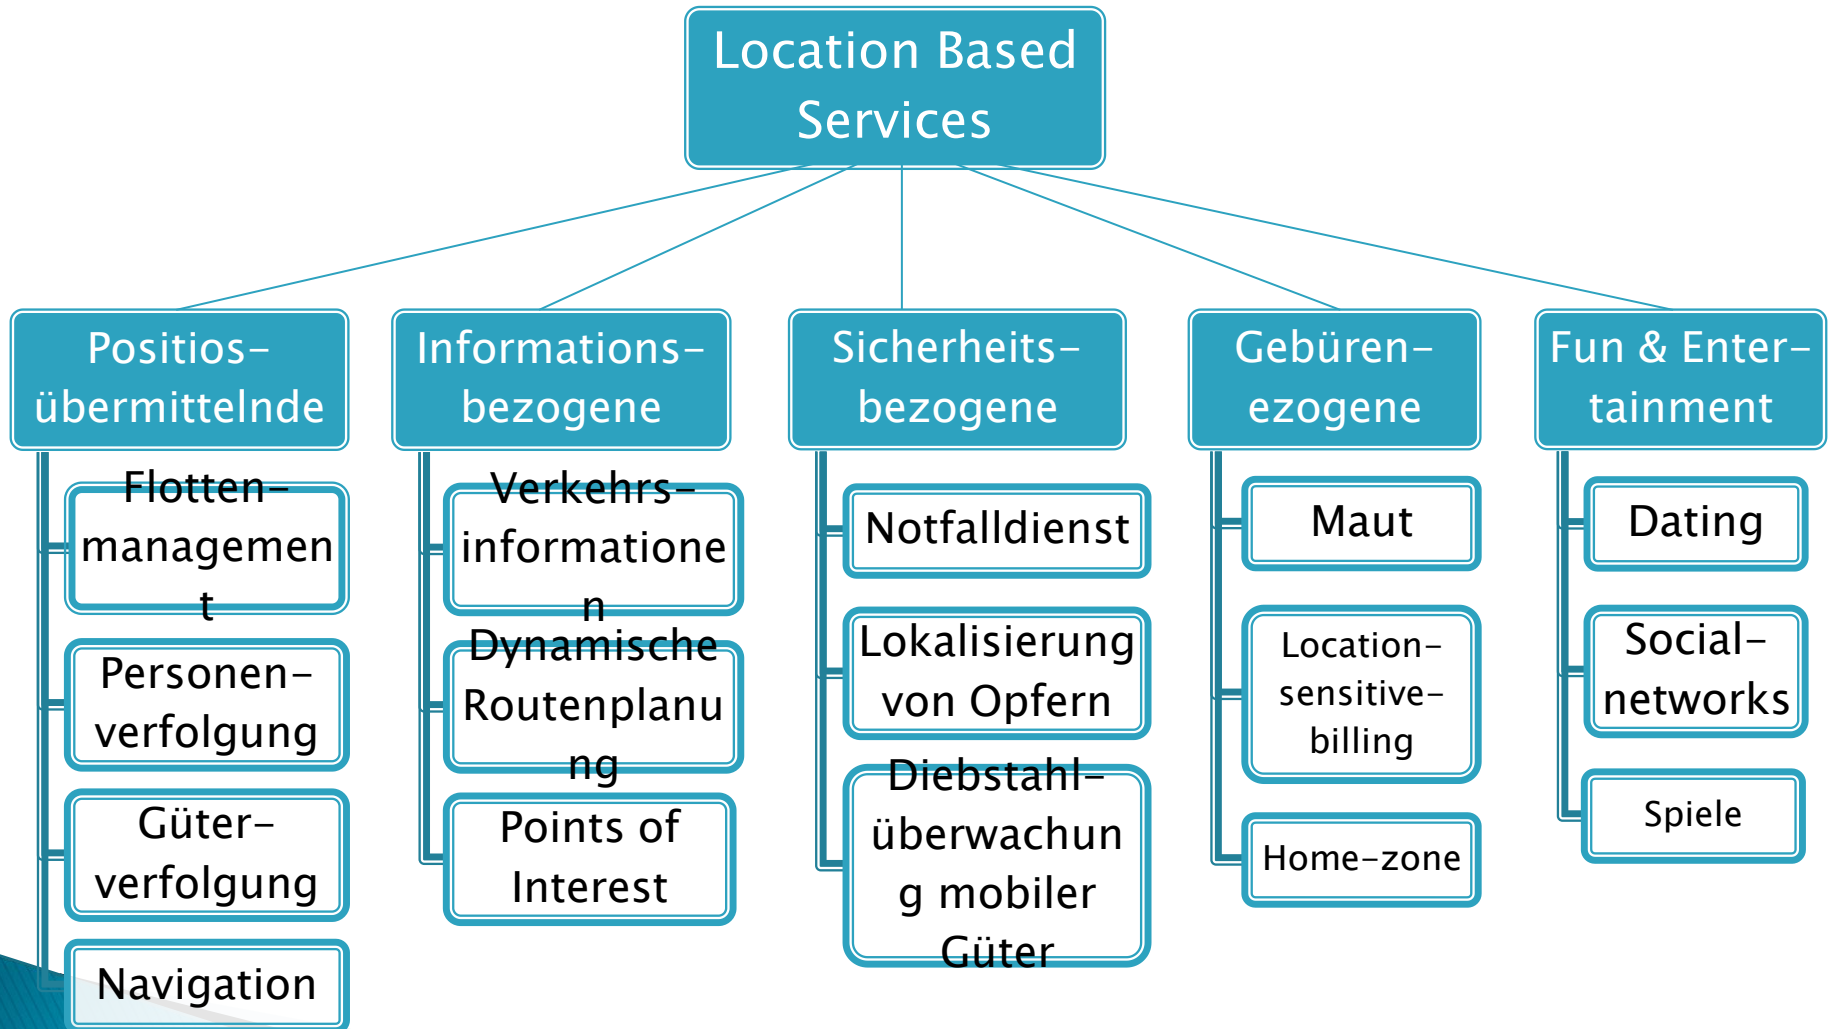 Location Based
Services
Positios-
übermittelnde
Flotten-
managemen
t
Personen-
verfolgung
Güter-
verfolgung
Navigation
Informations-
bezogene
Verkehrs-
informatione
n
Dynamische
Routenplanu
ng
Points of
Interest
Sicherheits-
bezogene
Notfalldienst
Lokalisierung
von Opfern
Diebstahl-
überwachun
g mobiler
Güter
Gebüren-
ezogene
Maut
Location-
sensitive-
billing
Home-zone
Fun & Enter-
tainment
Dating
Social-
networks
Spiele